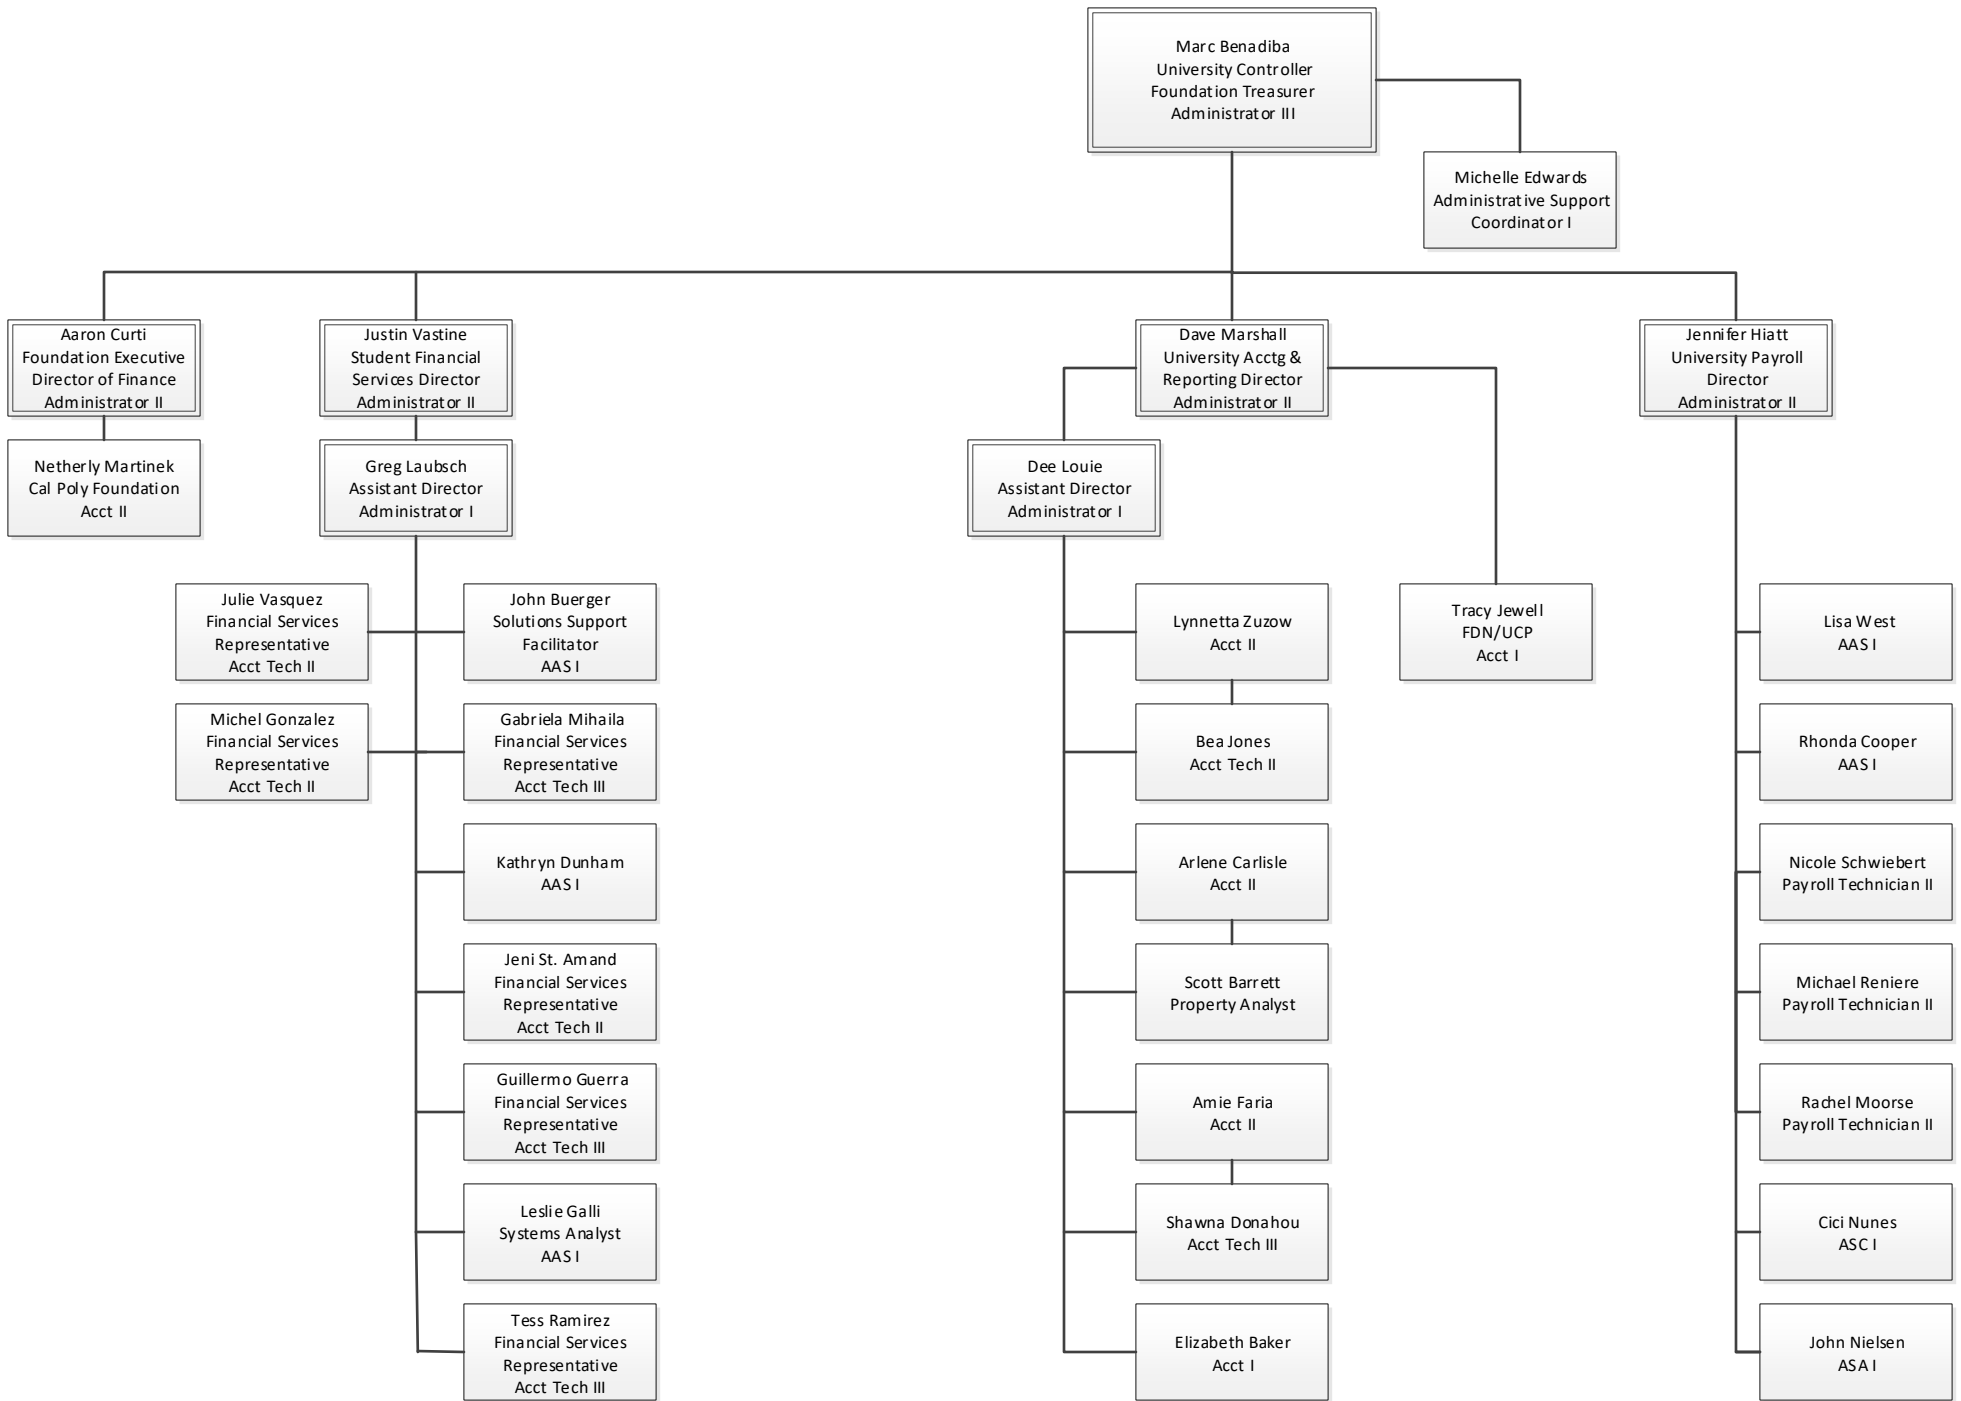 Marc Benadiba
University Controller
Foundation Treasurer
Administrator III
Michelle Edwards
Administrative Support
Coordinator I
Aaron Curti
Foundation Executive
Director of Finance
Administrator II
Justin Vastine
Student Financial
Services Director
Administrator II
Dave Marshall
University Acctg &
Reporting Director
Administrator II
Jennifer Hiatt
University Payroll
Director
Administrator II
Netherly Martinek
Cal Poly Foundation
Acct II
Greg Laubsch
Assistant Director
Administrator I
Dee Louie
Assistant Director
Administrator I
Julie Vasquez
Financial Services
Representative
Acct Tech II
John Buerger
Solutions Support
Facilitator
AAS I
Lynnetta Zuzow
Acct II
Tracy Jewell
FDN/UCP
Acct I
Lisa West
AAS I
Michel Gonzalez
Financial Services
Representative
Acct Tech II
Gabriela Mihaila
Financial Services
Representative
Acct Tech III
Bea Jones
Acct Tech II
Rhonda Cooper
AAS I
Kathryn Dunham
AAS I
Arlene Carlisle
Acct II
Nicole Schwiebert
Payroll Technician II
Jeni St. Amand
Financial Services
Representative
Acct Tech II
Scott Barrett
Property Analyst
Michael Reniere
Payroll Technician II
Guillermo Guerra
Financial Services
Representative
Acct Tech III
Amie Faria
Acct II
Rachel Moorse
Payroll Technician II
Leslie Galli
Systems Analyst
AAS I
Shawna Donahou
Acct Tech III
Cici Nunes
ASC I
Tess Ramirez
Financial Services
Representative
Acct Tech III
Elizabeth Baker
Acct I
John Nielsen
ASA I